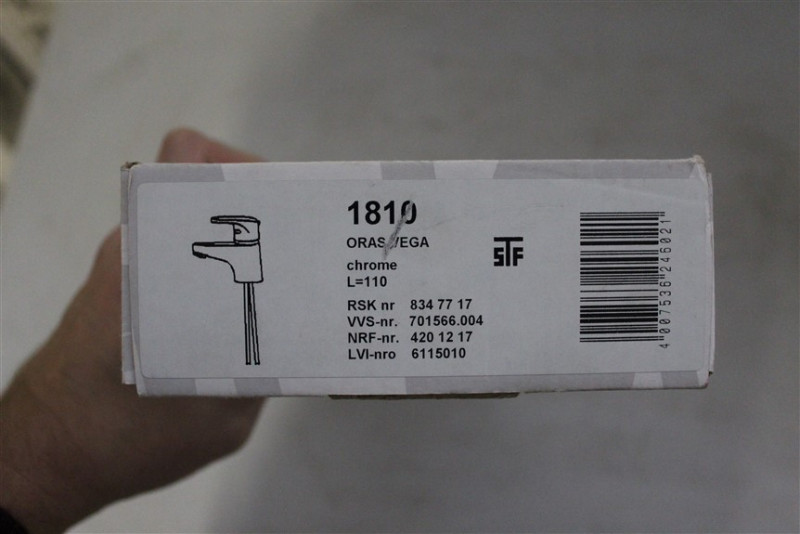 1810
ORAS VEGA
chrome
L=110
RSK nr 834 77 17
VVS-nr. 701566.004
NRF-nr. 420 12 17
LVI-nro 6115010
STF
4 007536 246021